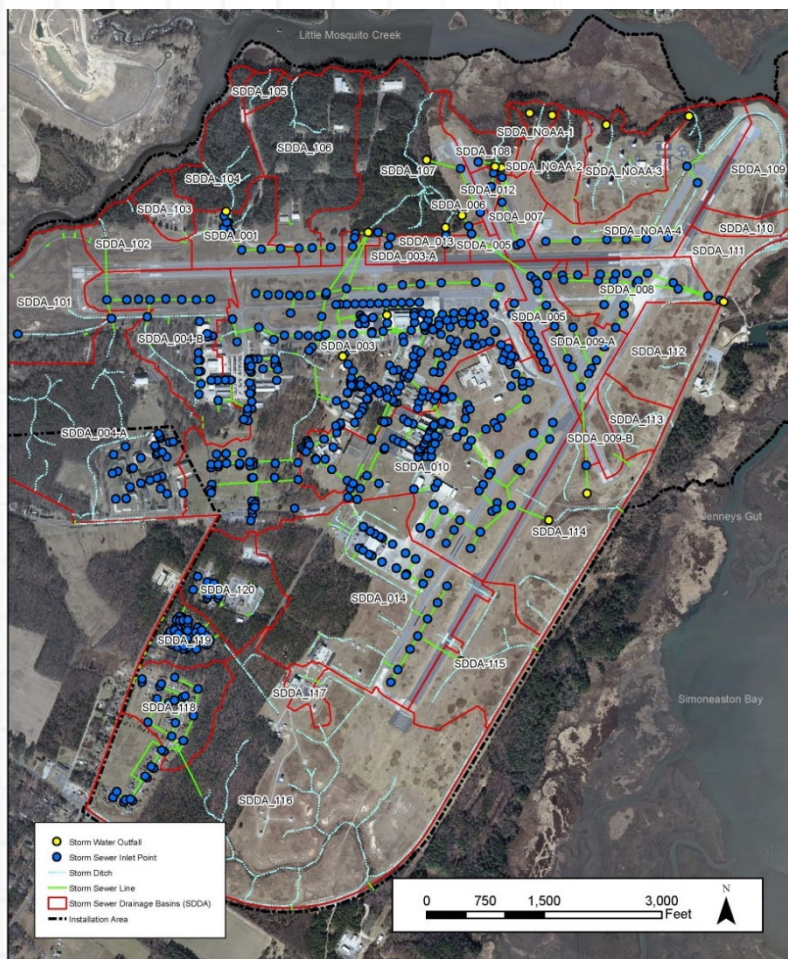 Little Mosquito Creek
SDDA_105
SDDA_106
SDDA_NOAA-1
SDDA_108
SDDA_NOAA-2
SDDA_107
SDDA_NOAA-3
SDDA_109
SDDA_104
SDDA_012
SDDA_103
SDDA_006
SDDA_007
SDDA_110
SDDA_001
SDDA_NOAA-4
SDDA_102
SDDA_013
SDDA_005
SDDA_111
003-A
SDDA_101
SDDA_008
SDDA_005
SDDA_004-B
SDDA_003
SDDA_009-A
SDDA_112
SDDA_113
SDDA_004-A
SDDA_009-B
SDDA_010
SDDA_114
Jenneys Gut
SDDA_120
SDDA_014
SDDA_119
SDDA-115
SDDA_117
Simoneaston Bay
SDDA_118
SDDA_116
Storm Water Outfall
Storm Sewer Inlet Point
Storm Ditch
Storm Sewer Line
Storm Sewer Drainage Basins (SDDA)
Installation Area
0 750 1,500 3,000
Feet
N